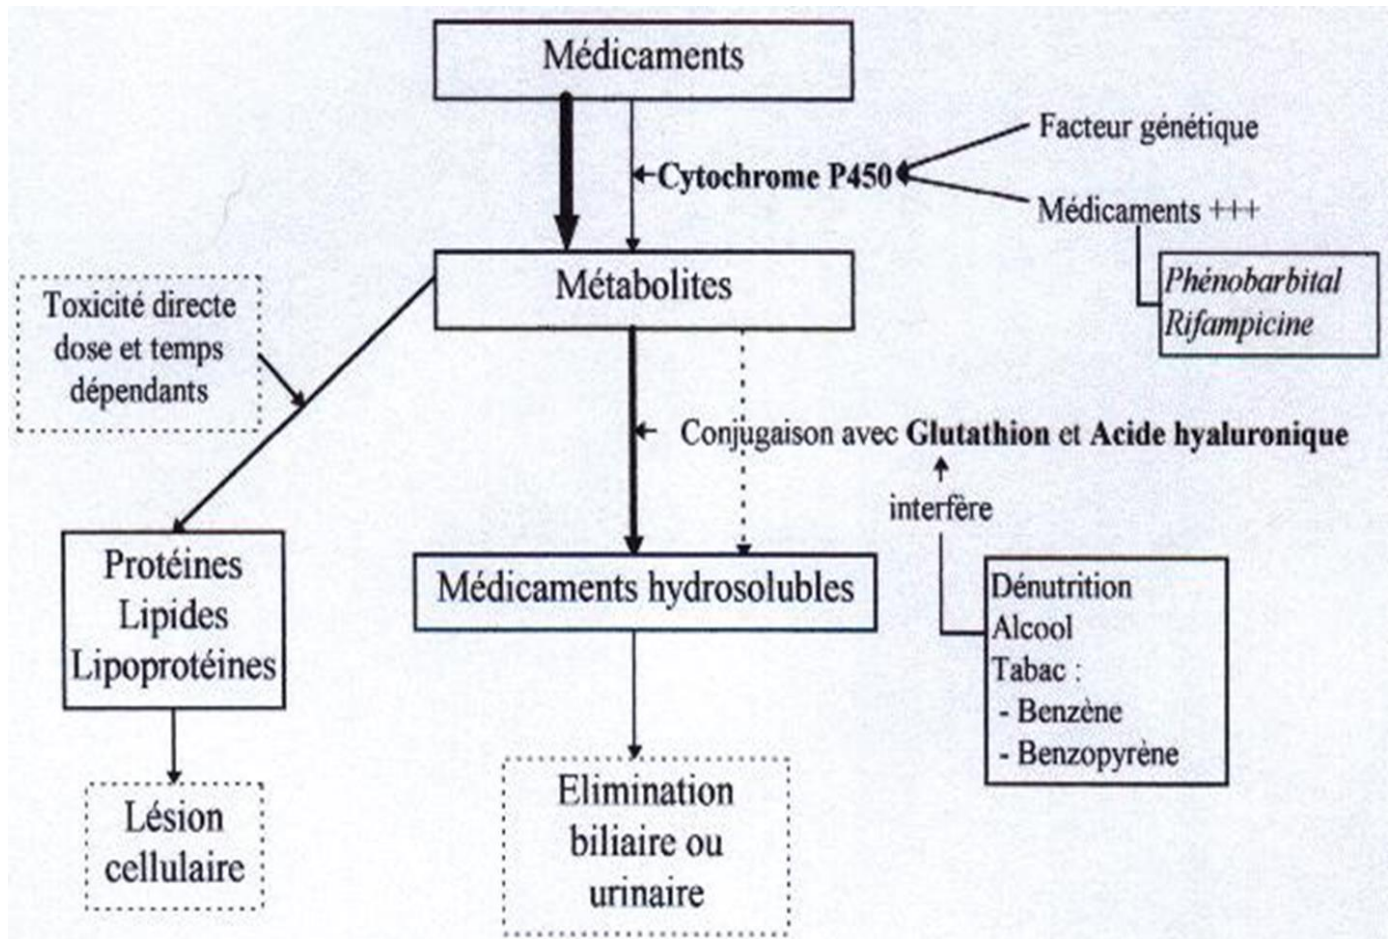 Médicaments
Facteur génétique
Cytochrome P450
Médicaments +++
Phénobarbital
Rifampicine
Métabolites
Toxicité directe
dose et temps
dépendants
Conjugaison avec Glutathion et Acide hyaluronique
interfère
Protéines
Lipides
Lipoprotéines
Médicaments hydrosolubles
Dénutrition
Alcool
Tabac :
- Benzène
- Benzopyrène
Lésion
cellulaire
Elimination
biliaire ou
urinaire